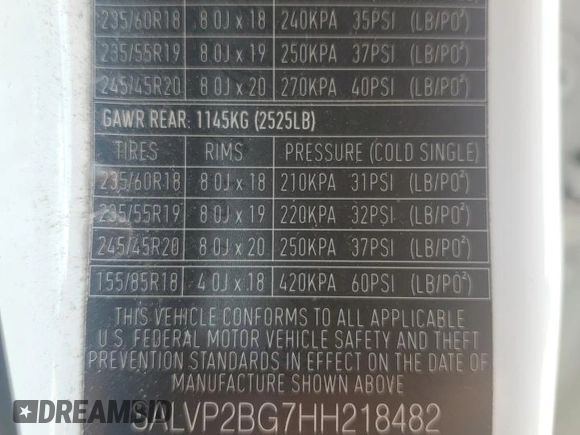 235/60R18 8.0J x 18 240KPA 35PSI (LB/PO²)
235/55R19 8.0J x 19 250KPA 37PSI (LB/PO²)
245/45R20 8.0J x 20 270KPA 40PSI (LB/PO²)
GAWR REAR: 1145KG (2525LB)
TIRES RIMS PRESSURE (COLD SINGLE)
235/60R18 8.0J x 18 210KPA 31PSI (LB/PO²)
235/55R19 8.0J x 19 220KPA 32PSI (LB/PO²)
245/45R20 8.0J x 20 250KPA 37PSI (LB/PO²)
155/85R18 4.0J x 18 420KPA 60PSI (LB/PO²)
THIS VEHICLE CONFORMS TO ALL APPLICABLE
U.S. FEDERAL MOTOR VEHICLE SAFETY AND THEFT
PREVENTION STANDARDS IN EFFECT ON THE DATE OF
MANUFACTURE SHOWN ABOVE
SALVP2BG7HH218482
DCARFAST.COM